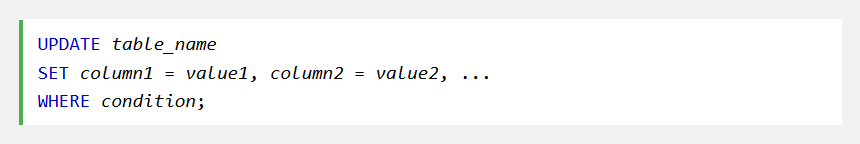 UPDATE table_name
SET column1 = value1, column2 = value2, ...
WHERE condition;